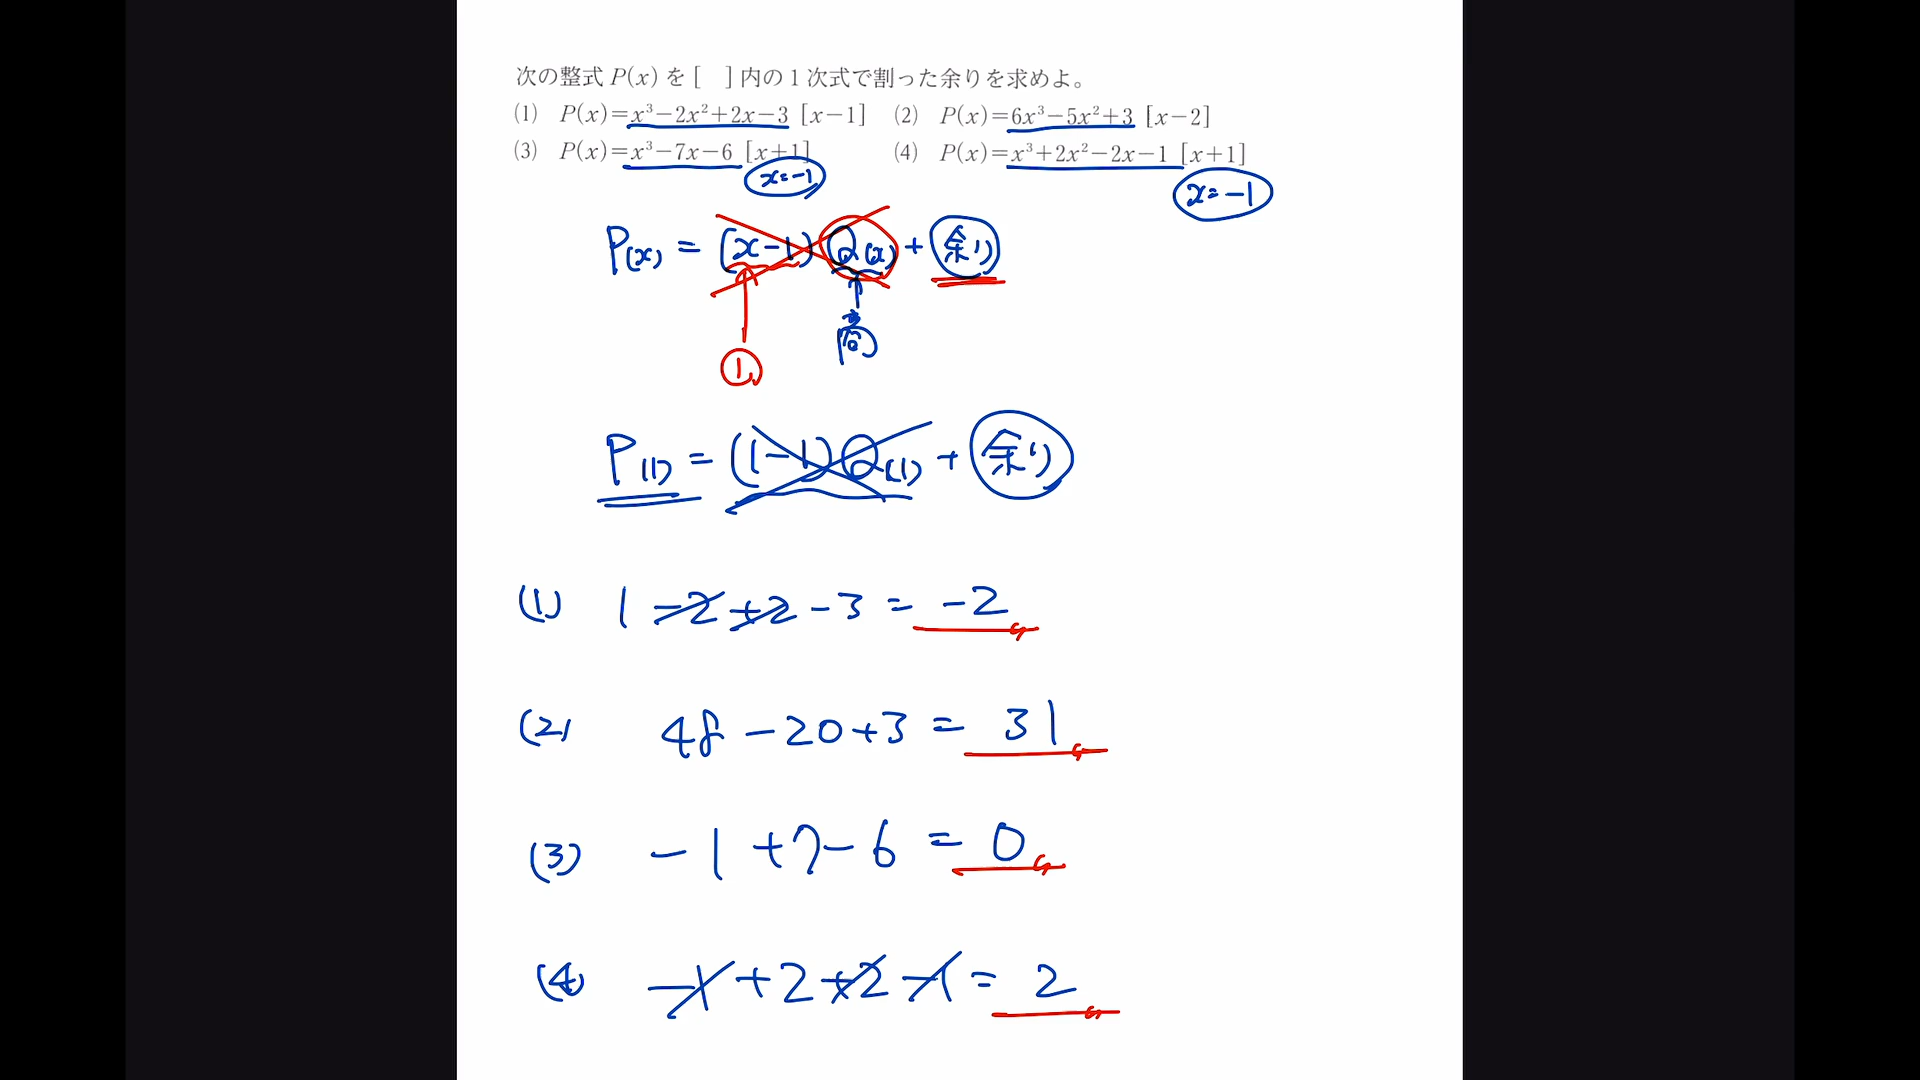 次の整式 P(x) を [ ] 内の 1 次式で割った余りを求めよ。
(1) P(x)=x³−2x²+2x−3 [x−1] (2) P(x)=6x³−5x²+3 [x−2]
(3) P(x)=x³−7x−6 [x+1] (4) P(x)=x³+2x²−2x−1 [x+1]
x=−1 x=−1
P(x) = (x−1)Q(x) + 余り
商
1
P(1) = (1−1)Q(1) + 余り
(1) 1 −2 +2 −3 = −2
(2) 48 −20 +3 = 31
(3) −1 +7 −6 = 0
(4) −1 +2 +2 −1 = 2